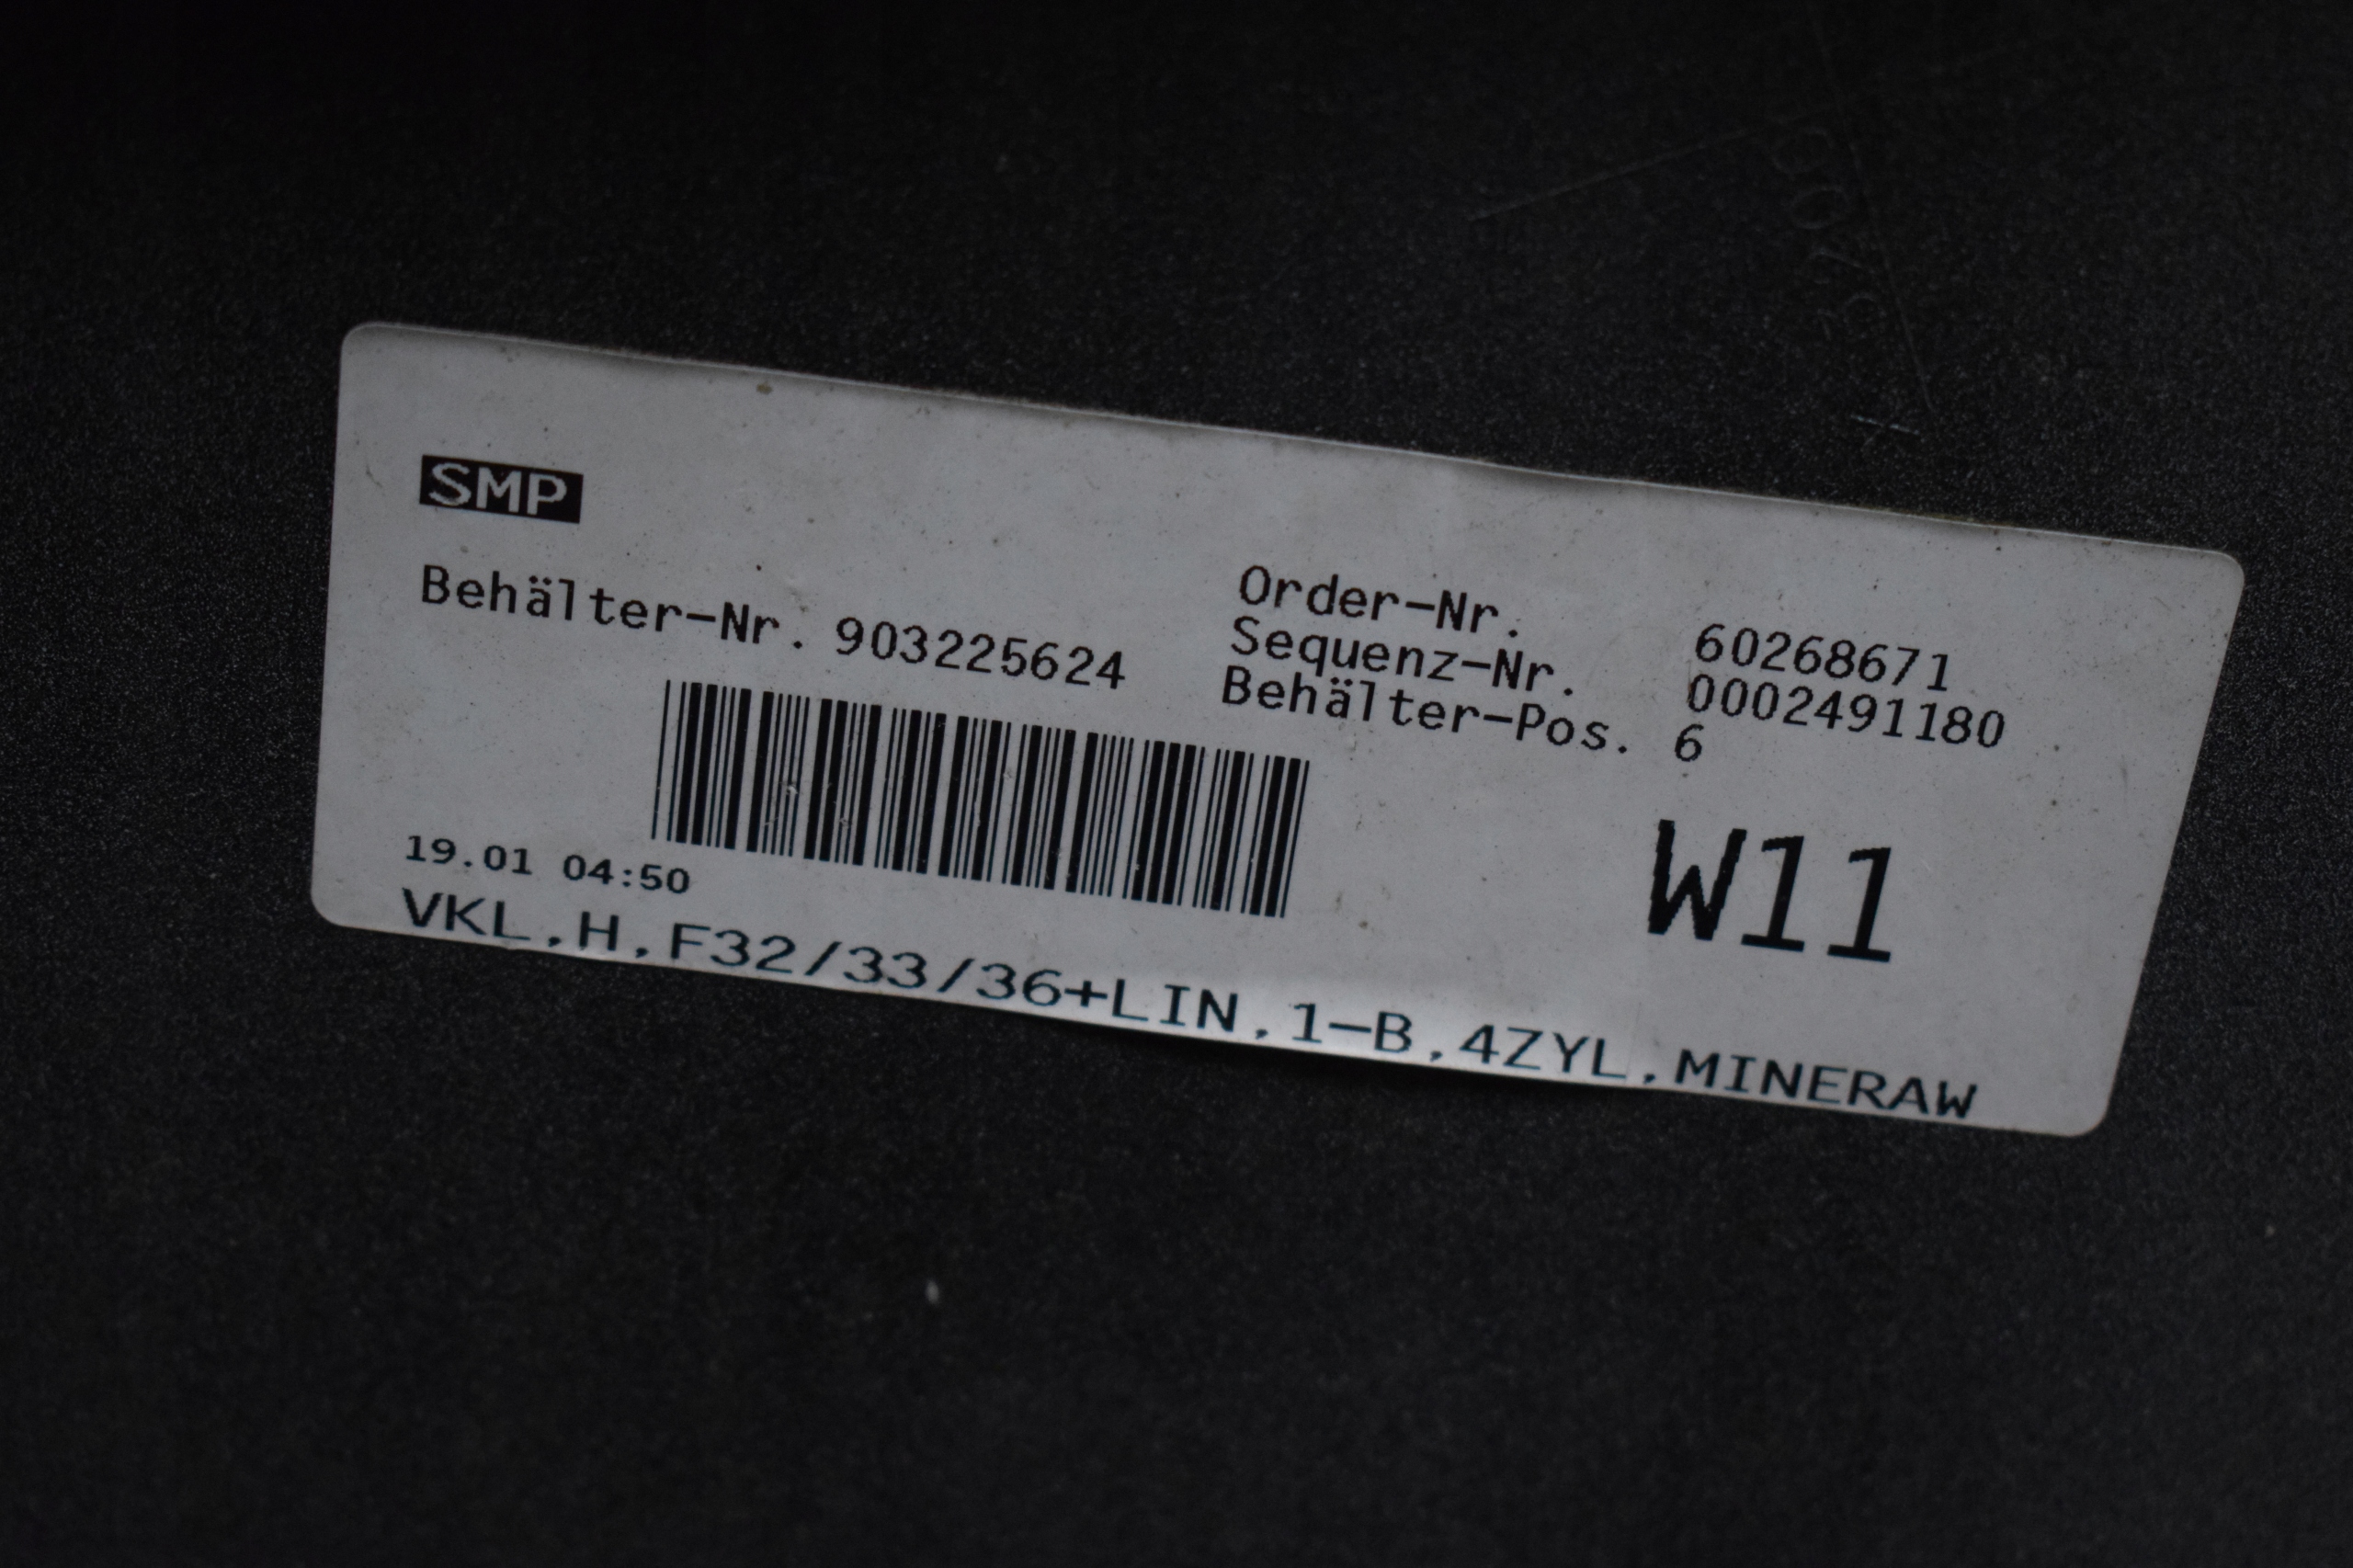 SMP
Behälter-Nr. 903225624
Order-Nr. 60268671
Sequenz-Nr. 0002491180
Behälter-Pos. 6
W11
19.01 04:50
VKL,H,F32/33/36+LIN,1-B,4ZYL,MINERAW